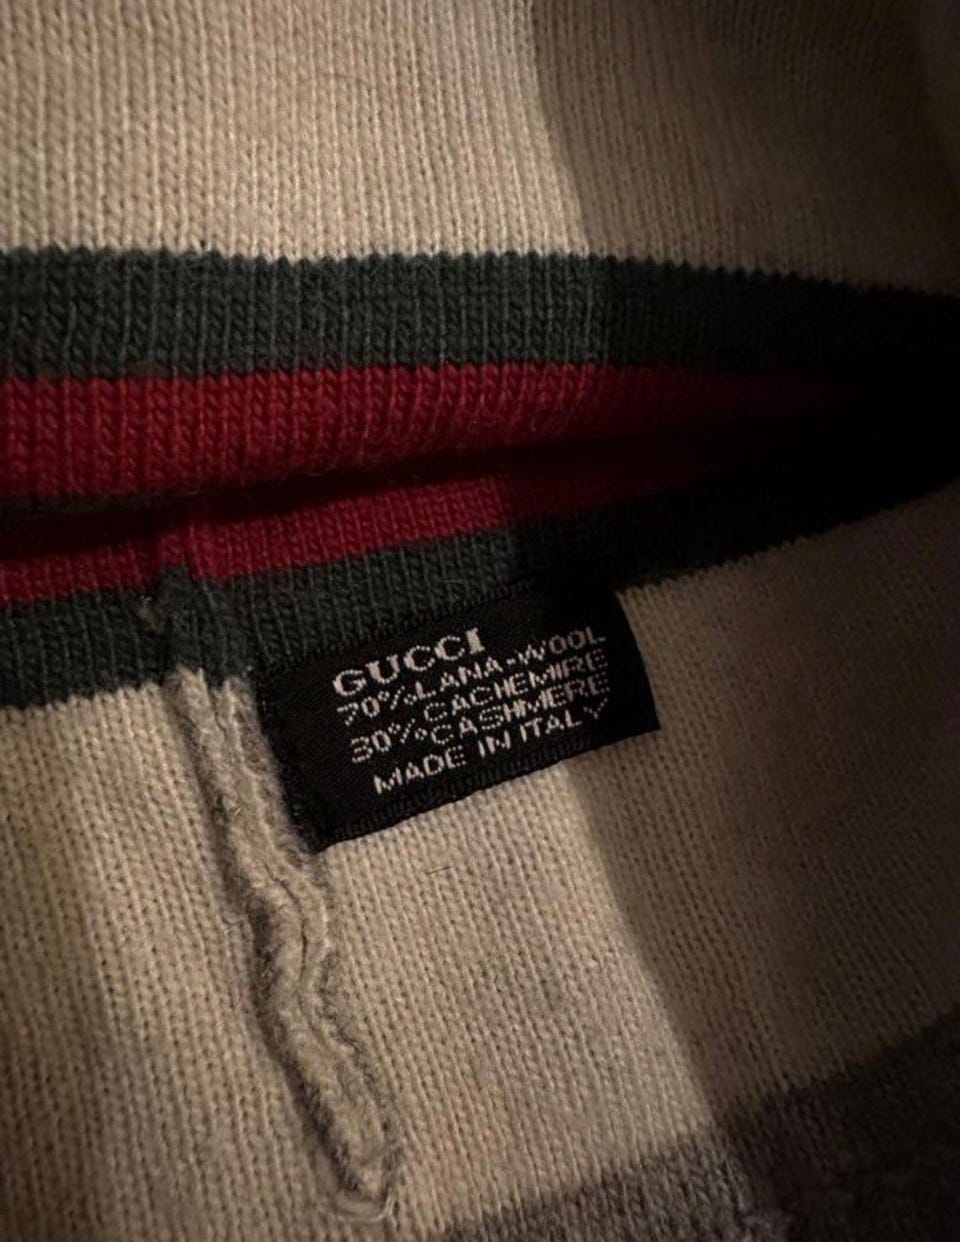 GUCCI
70%LANA-WOOL
CACHEMIRE
30%CASHMERE
MADE IN ITALY